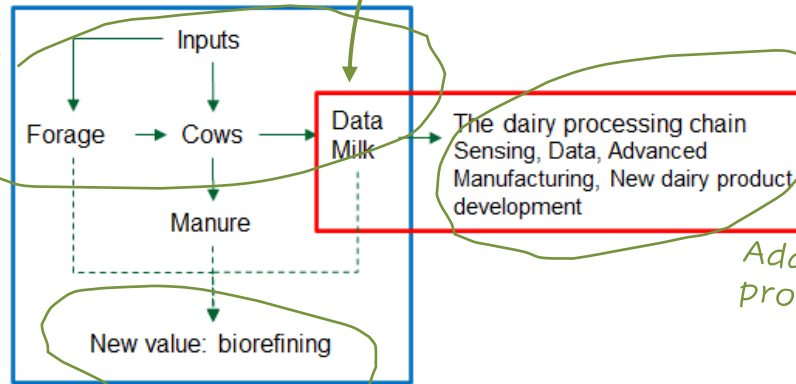 Inputs
Forage
Cows
Data
Milk
The dairy processing chain
Sensing, Data, Advanced
Manufacturing, New dairy product
development
Manure
New value: biorefining